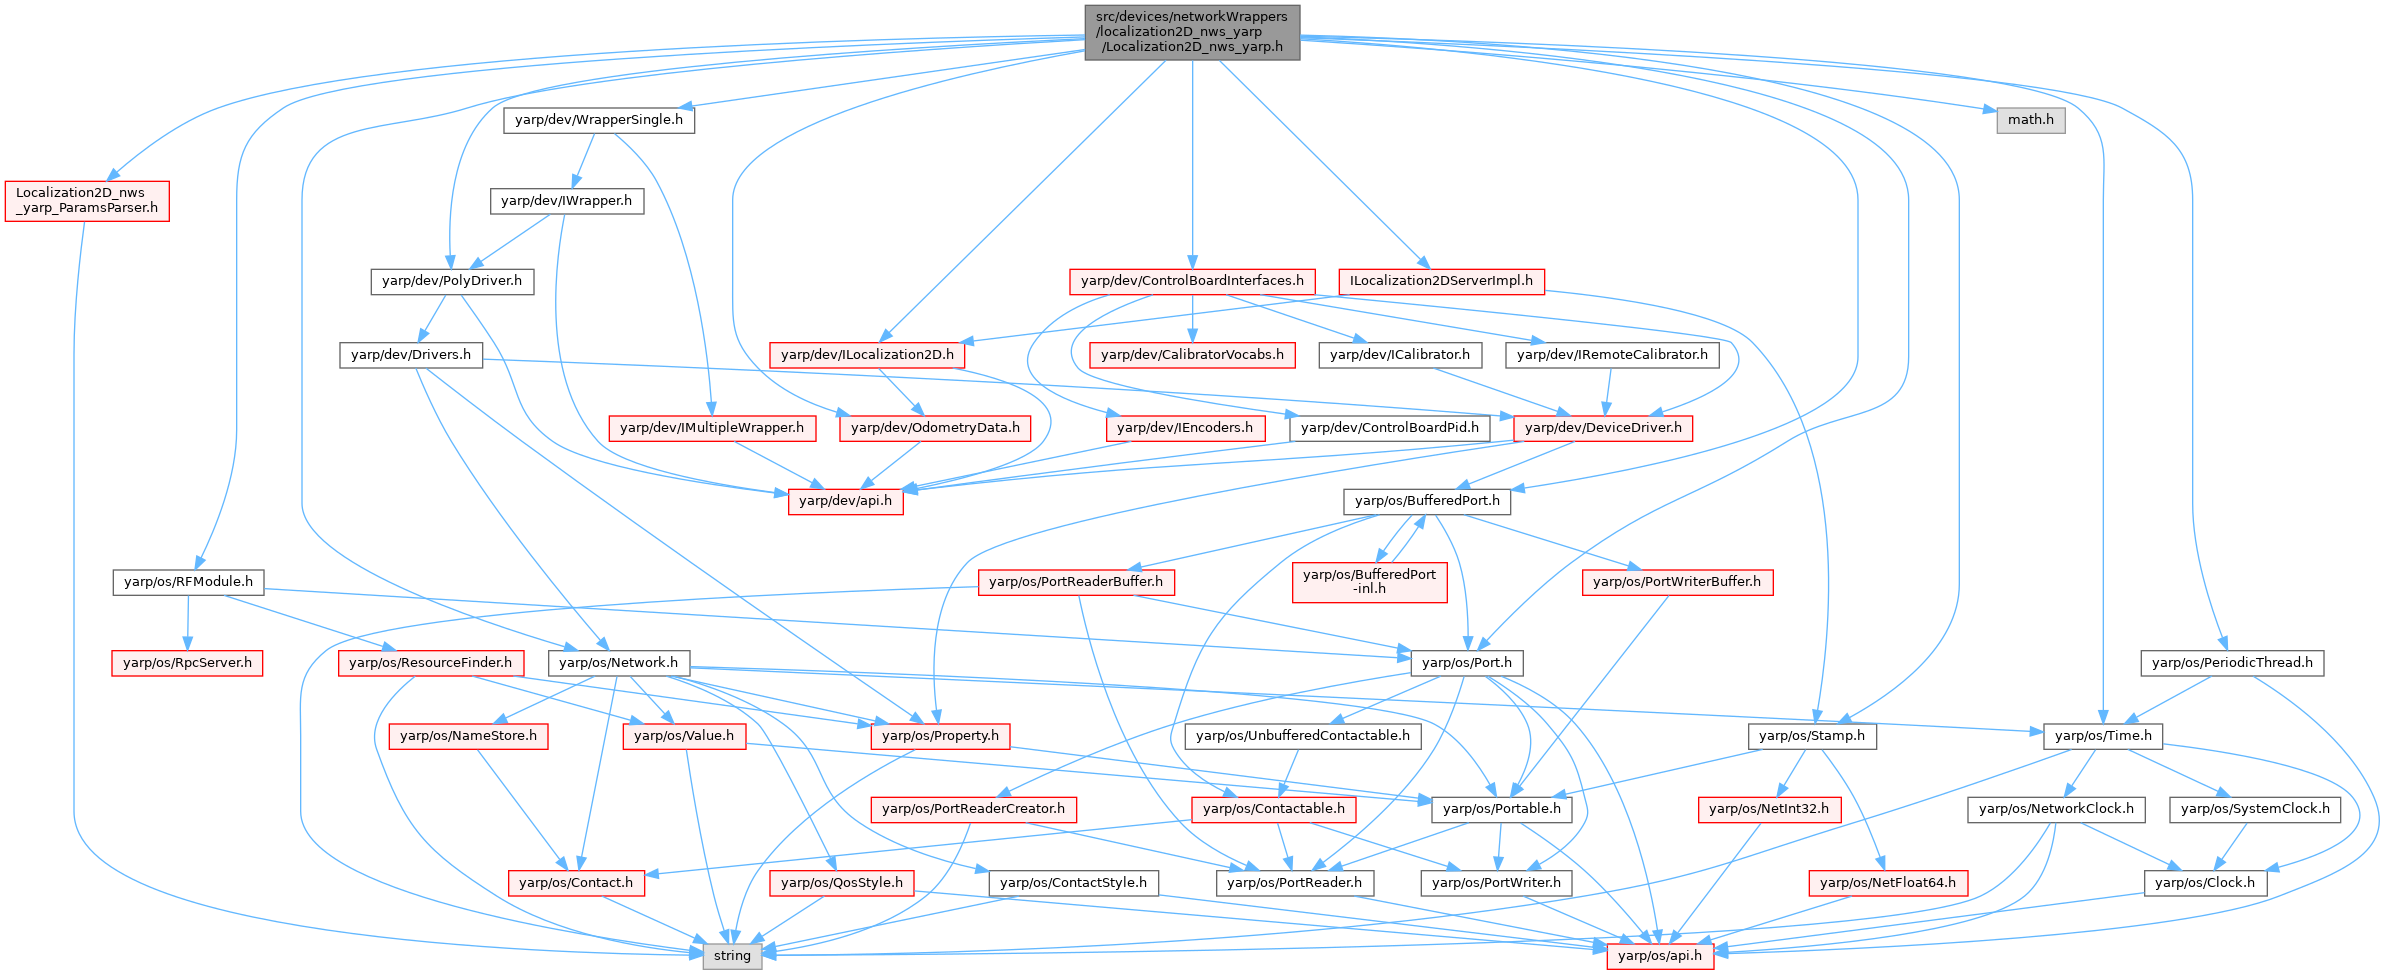 src/devices/networkWrappers
/localization2D_nws_yarp
/Localization2D_nws_yarp.h
yarp/dev/WrapperSingle.h
math.h
Localization2D_nws
_yarp_ParamsParser.h
yarp/dev/IWrapper.h
yarp/dev/PolyDriver.h
yarp/dev/ControlBoardInterfaces.h
ILocalization2DServerImpl.h
yarp/dev/Drivers.h
yarp/dev/ILocalization2D.h
yarp/dev/CalibratorVocabs.h
yarp/dev/ICalibrator.h
yarp/dev/IRemoteCalibrator.h
yarp/dev/IMultipleWrapper.h
yarp/dev/OdometryData.h
yarp/dev/IEncoders.h
yarp/dev/ControlBoardPid.h
yarp/dev/DeviceDriver.h
yarp/dev/api.h
yarp/os/BufferedPort.h
yarp/os/RFModule.h
yarp/os/PortReaderBuffer.h
yarp/os/BufferedPort
-inl.h
yarp/os/PortWriterBuffer.h
yarp/os/RpcServer.h
yarp/os/ResourceFinder.h
yarp/os/Network.h
yarp/os/Port.h
yarp/os/PeriodicThread.h
yarp/os/NameStore.h
yarp/os/Value.h
yarp/os/Property.h
yarp/os/UnbufferedContactable.h
yarp/os/Stamp.h
yarp/os/Time.h
yarp/os/PortReaderCreator.h
yarp/os/Contactable.h
yarp/os/Portable.h
yarp/os/NetInt32.h
yarp/os/NetworkClock.h
yarp/os/SystemClock.h
yarp/os/Contact.h
yarp/os/QosStyle.h
yarp/os/ContactStyle.h
yarp/os/PortReader.h
yarp/os/PortWriter.h
yarp/os/NetFloat64.h
yarp/os/Clock.h
string
yarp/os/api.h